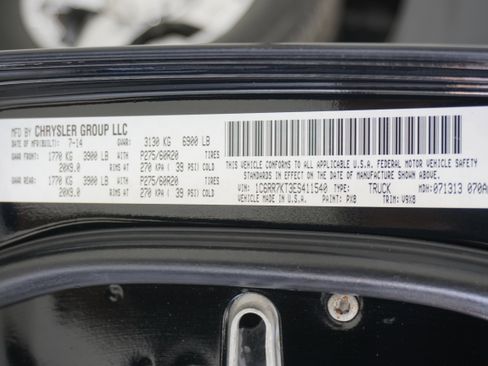 MFD BY CHRYSLER GROUP LLC
DATE OF MFR(BUILT): 7-14 GVWR: 3130 KG 6900 LB
GAWR FRONT: 1770 KG 3900 LB WITH P275/60R20 TIRES
20X9.0 RIMS AT 270 KPA ( 39 PSI) COLD
GAWR REAR: 1770 KG 3900 LB WITH P275/60R20 TIRES
20X9.0 RIMS AT 270 KPA ( 39 PSI) COLD
THIS VEHICLE CONFORMS TO ALL APPLICABLE U.S.A. FEDERAL MOTOR VEHICLE SAFETY
STANDARDS IN EFFECT ON THE DATE OF MANUFACTURE SHOWN ABOVE.
VIN: 1C6RR7KT3ES411540 TYPE: TRUCK MDH: 071313 070A
VEHICLE MADE IN U.S.A. PAINT: PX8 TRIM: V9X8